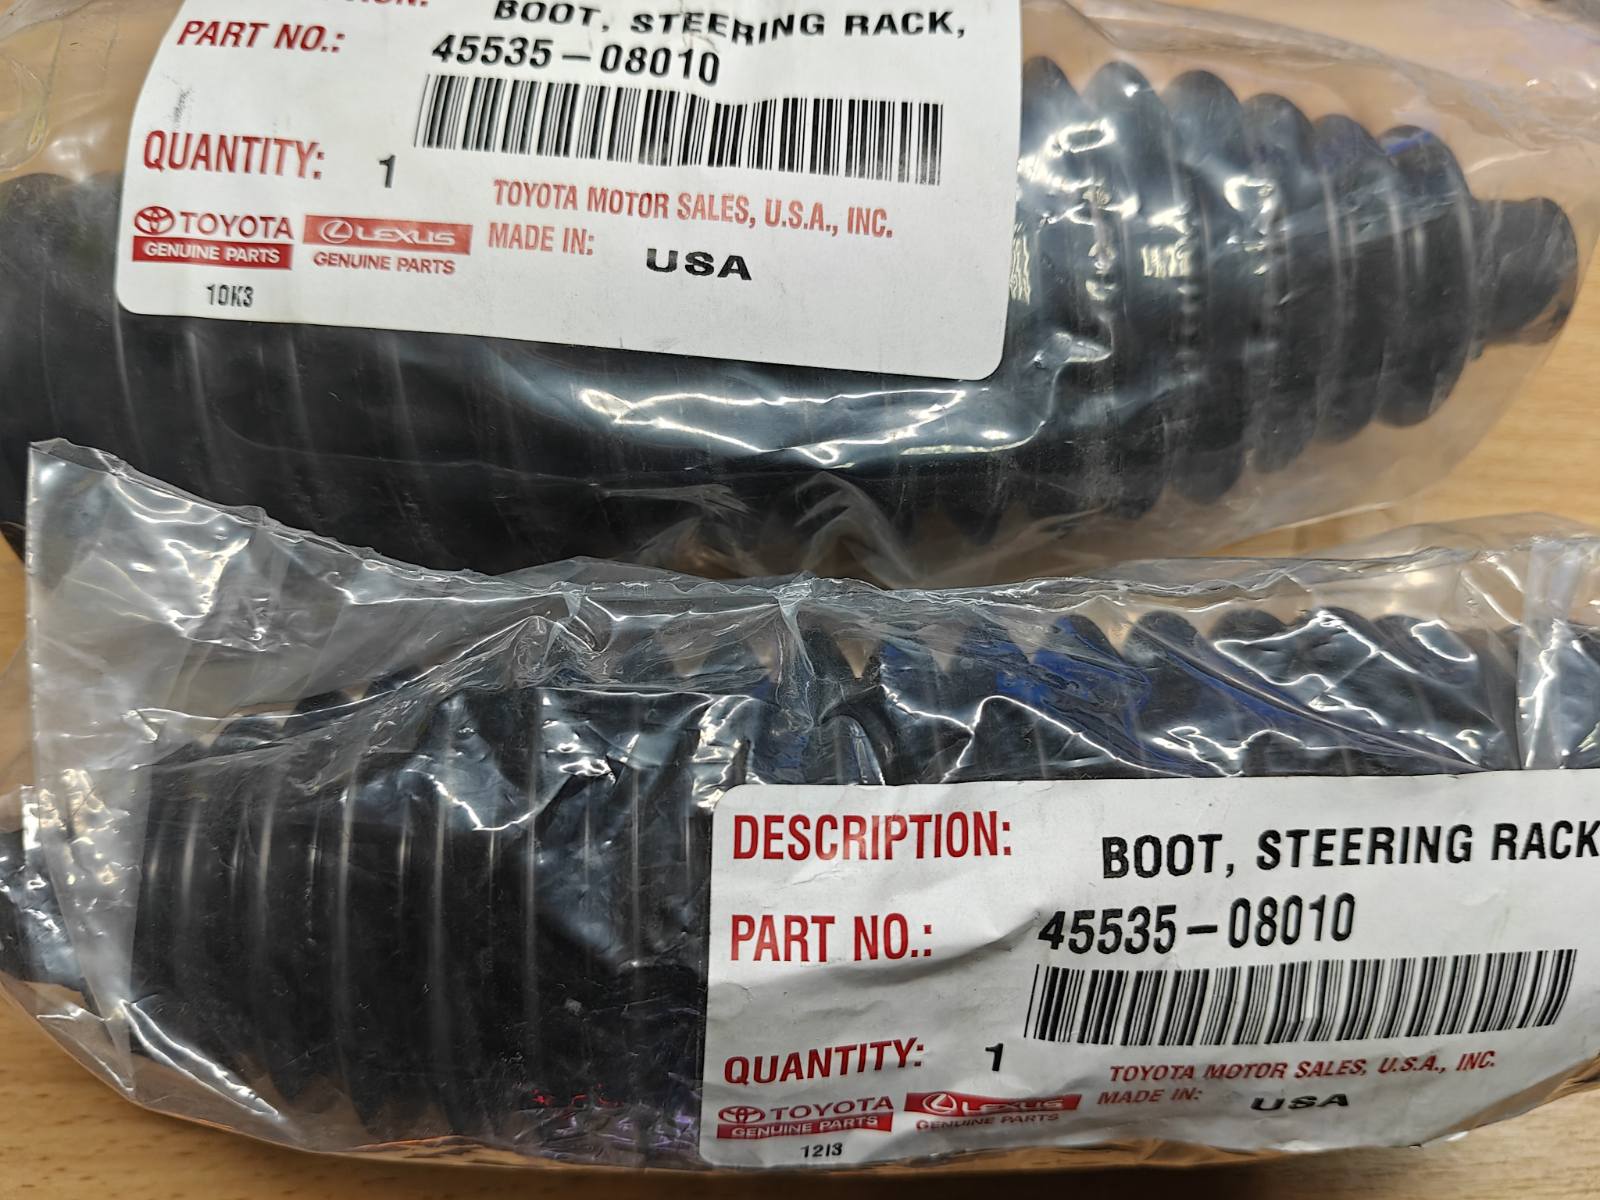 BOOT, STEERING RACK,
PART NO.: 45535-08010
QUANTITY: 1
TOYOTA MOTOR SALES, U.S.A., INC.
TOYOTA LEXUS MADE IN: USA
GENUINE PARTS GENUINE PARTS
10K3
DESCRIPTION: BOOT, STEERING RACK
PART NO.: 45535-08010
QUANTITY: 1
TOYOTA MOTOR SALES, U.S.A., INC.
TOYOTA LEXUS MADE IN: USA
GENUINE PARTS GENUINE PARTS
12I3